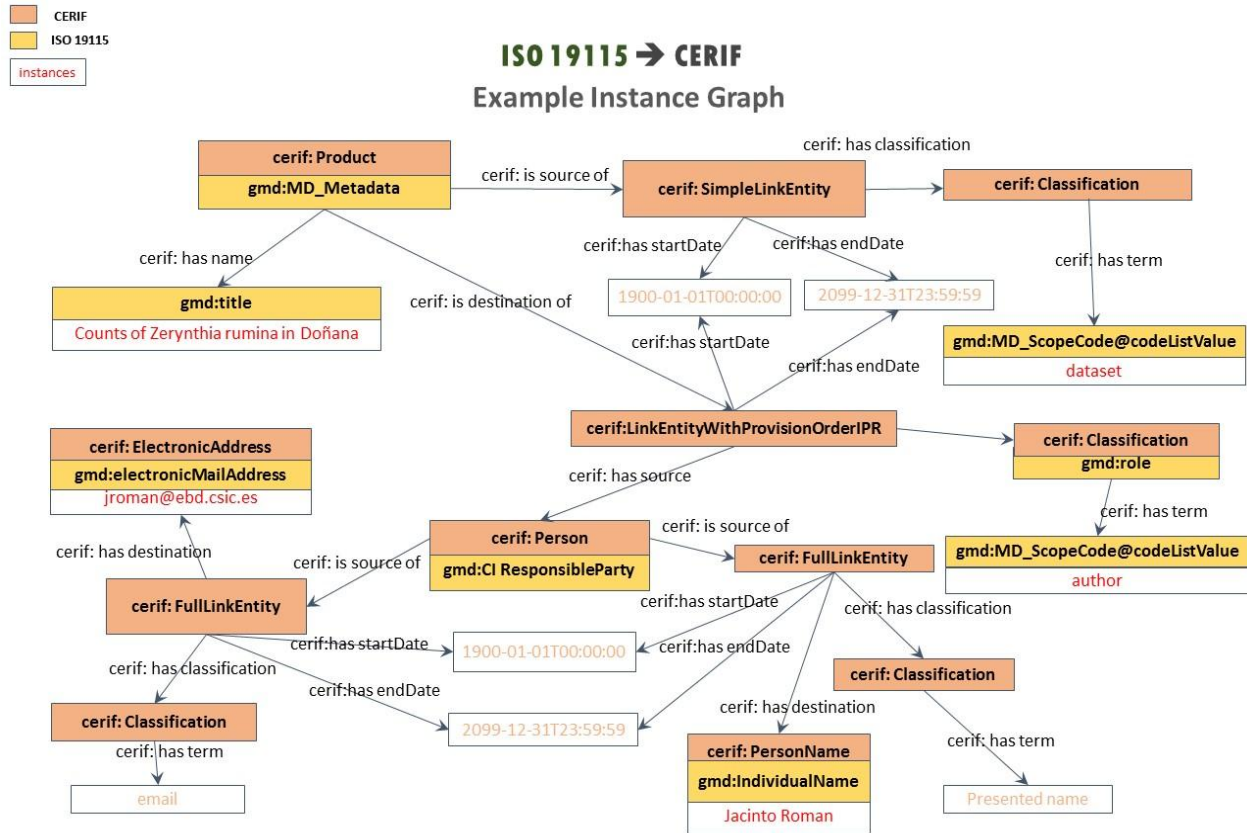 CERIF
ISO 19115
instances
ISO 19115 ➔ CERIF
Example Instance Graph
cerif: Product
gmd:MD_Metadata
cerif: is source of
cerif: SimpleLinkEntity
cerif: has classification
cerif: Classification
cerif: has name
cerif:has startDate
cerif:has endDate
cerif: has term
gmd:title
Counts of Zerynthia rumina in Doñana
cerif: is destination of
1900-01-01T00:00:00
2099-12-31T23:59:59
cerif:has startDate
cerif:has endDate
gmd:MD_ScopeCode@codeListValue
dataset
cerif:LinkEntityWithProvisionOrderIPR
cerif: Classification
gmd:role
cerif: ElectronicAddress
gmd:electronicMailAddress
jroman@ebd.csic.es
cerif: has source
cerif: has term
cerif: Person
gmd:CI ResponsibleParty
cerif: is source of
cerif: FullLinkEntity
gmd:MD_ScopeCode@codeListValue
author
cerif: has destination
cerif: is source of
cerif: FullLinkEntity
cerif:has startDate
cerif: has classification
cerif:has startDate
1900-01-01T00:00:00
cerif:has endDate
cerif: has classification
cerif: Classification
cerif:has endDate
cerif: has destination
cerif: Classification
2099-12-31T23:59:59
cerif: has term
cerif: PersonName
gmd:IndividualName
Jacinto Roman
cerif: has term
email
Presented name